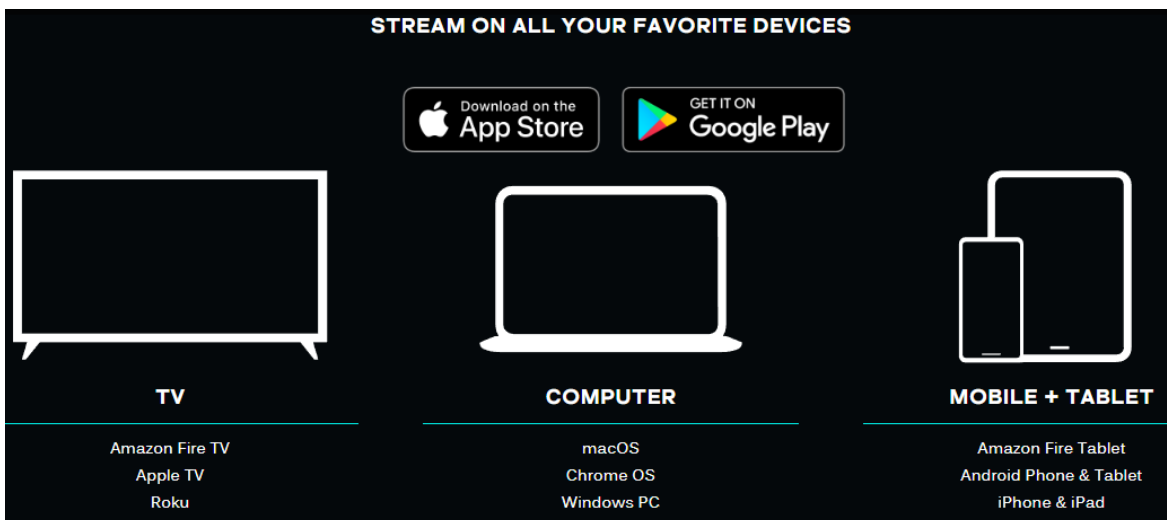 STREAM ON ALL YOUR FAVORITE DEVICES
Download on the
App Store
GET IT ON
Google Play
TV
Amazon Fire TV
Apple TV
Roku
COMPUTER
macOS
Chrome OS
Windows PC
MOBILE + TABLET
Amazon Fire Tablet
Android Phone & Tablet
iPhone & iPad